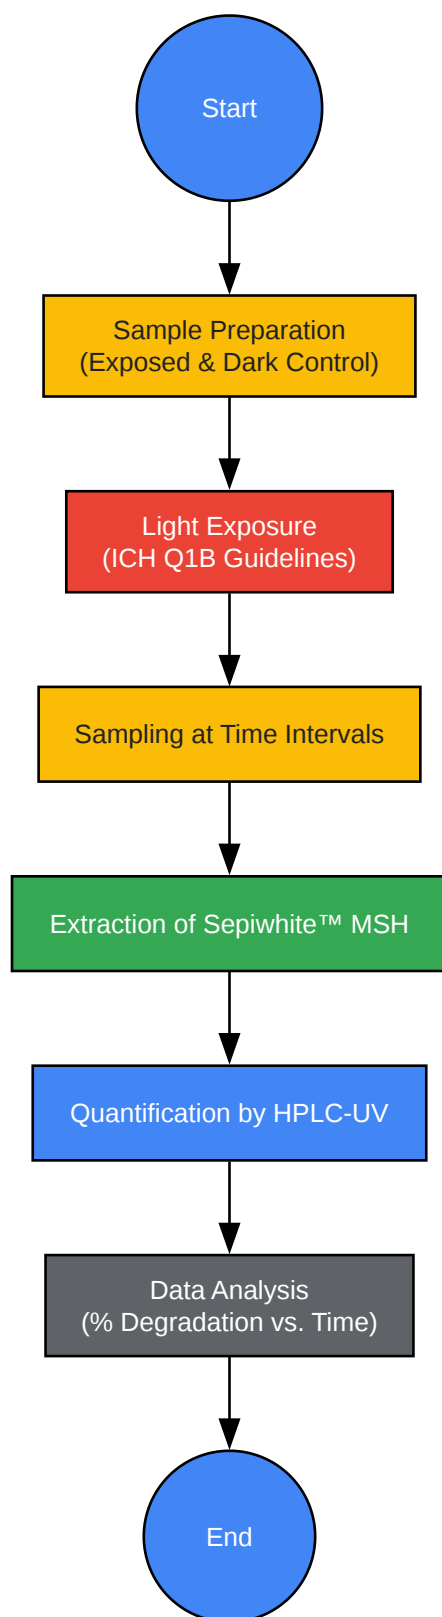 Start
Sample Preparation
(Exposed & Dark Control)
Light Exposure
(ICH Q1B Guidelines)
Sampling at Time Intervals
Extraction of Sepiwhite™ MSH
Quantification by HPLC-UV
Data Analysis
(% Degradation vs. Time)
End